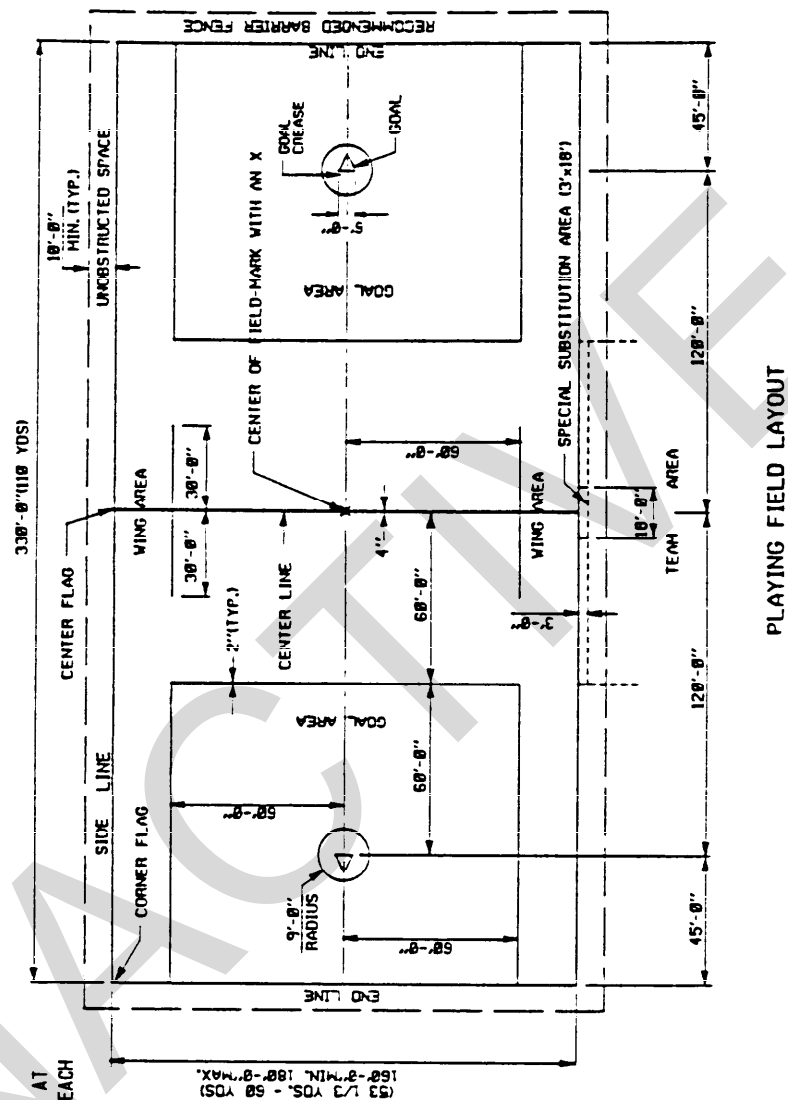 330'-0"(110 YDS)
CENTER FLAG
10'-0"
MIN. (TYP.)
UNOBSTRUCTED SPACE
RECOMMENDED BARRIER FENCE
SIDE LINE
CORNER FLAG
WING AREA
30'-0"
30'-0"
2"(TYP.)
CENTER LINE
CENTER OF FIELD-MARK WITH AN X
GOAL
CREASE
GOAL
5'-0"
END LINE
GOAL AREA
GOAL AREA
60'-0"
60'-0"
4"
60'-0"
60'-0"
9'-0"
RADIUS
60'-0"
END LINE
WING AREA
3'-0"
SPECIAL SUBSTITUTION AREA (3'x18')
18'-0"
TEAM AREA
45'-0"
120'-0"
120'-0"
45'-0"
160'-0"MIN. 180'-0"MAX.
(53 1/3 YDS. - 60 YDS)
AT
EACH
PLAYING FIELD LAYOUT
NACTIVE